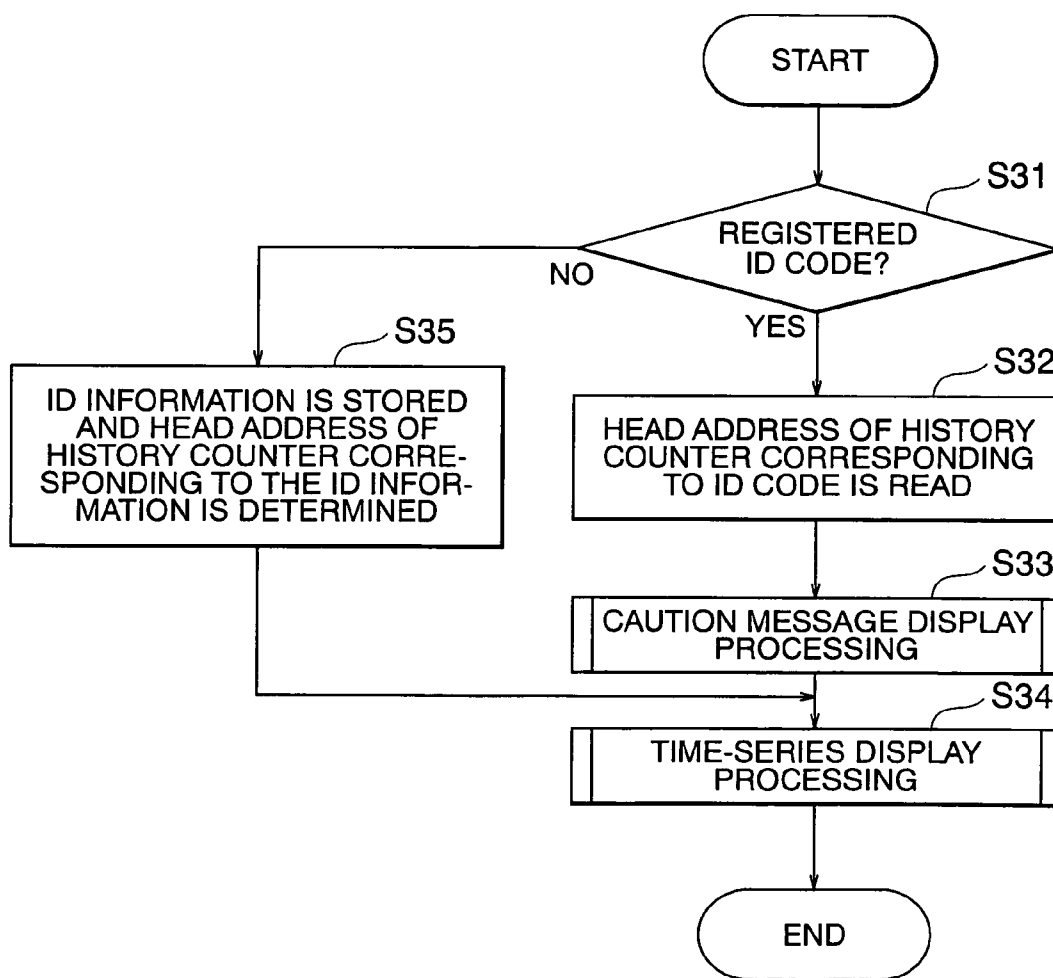 START
S31
REGISTERED
ID CODE?
NO
YES
S35
ID INFORMATION IS STORED
AND HEAD ADDRESS OF
HISTORY COUNTER CORRE-
SPONDING TO THE ID INFOR-
MATION IS DETERMINED
S32
HEAD ADDRESS OF HISTORY
COUNTER CORRESPONDING
TO ID CODE IS READ
S33
CAUTION MESSAGE DISPLAY
PROCESSING
S34
TIME-SERIES DISPLAY
PROCESSING
END